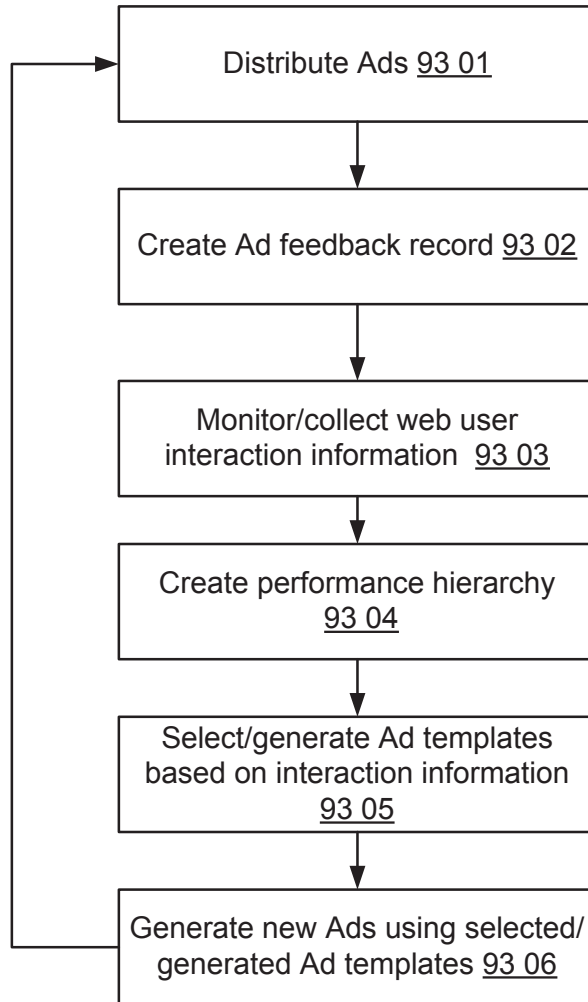 Distribute Ads 93 01
Create Ad feedback record 93 02
Monitor/collect web user
interaction information 93 03
Create performance hierarchy
93 04
Select/generate Ad templates
based on interaction information
93 05
Generate new Ads using selected/
generated Ad templates 93 06